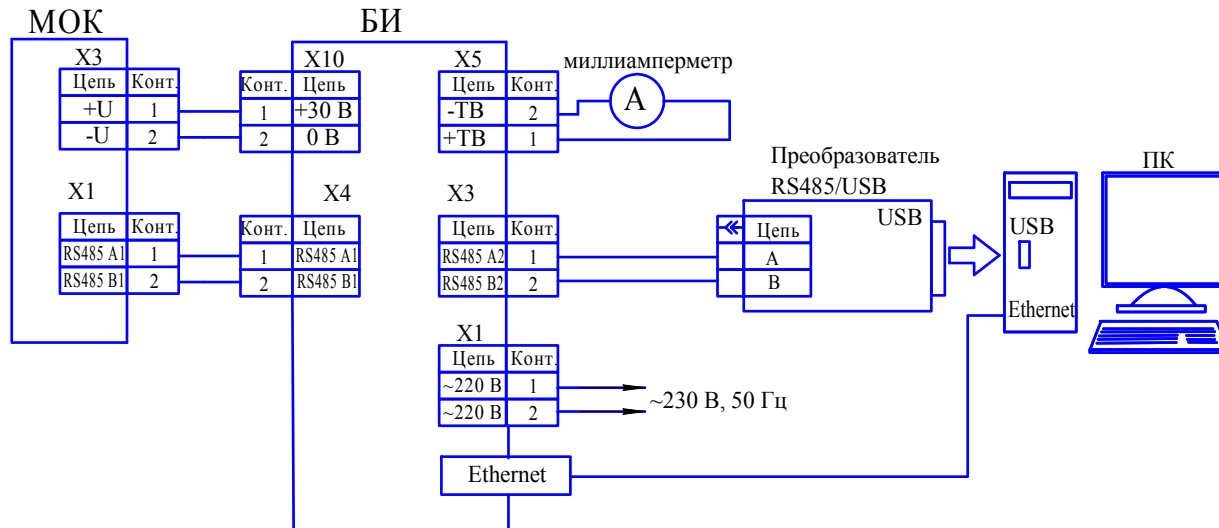 МОК
БИ
X3
Цепь Конт.
+U 1
-U 2
X10
Конт. Цепь
1 +30 В
2 0 В
X5
Цепь Конт.
-ТВ 2
+ТВ 1
миллиамперметр
А
X1
Цепь Конт.
RS485 A1 1
RS485 B1 2
X4
Конт. Цепь
1 RS485 A1
2 RS485 B1
X3
Цепь Конт.
RS485 A2 1
RS485 B2 2
Преобразователь
RS485/USB
USB
Цепь
А
В
ПК
USB
Ethernet
X1
Цепь Конт.
~220 В 1
~220 В 2
~230 В, 50 Гц
Ethernet